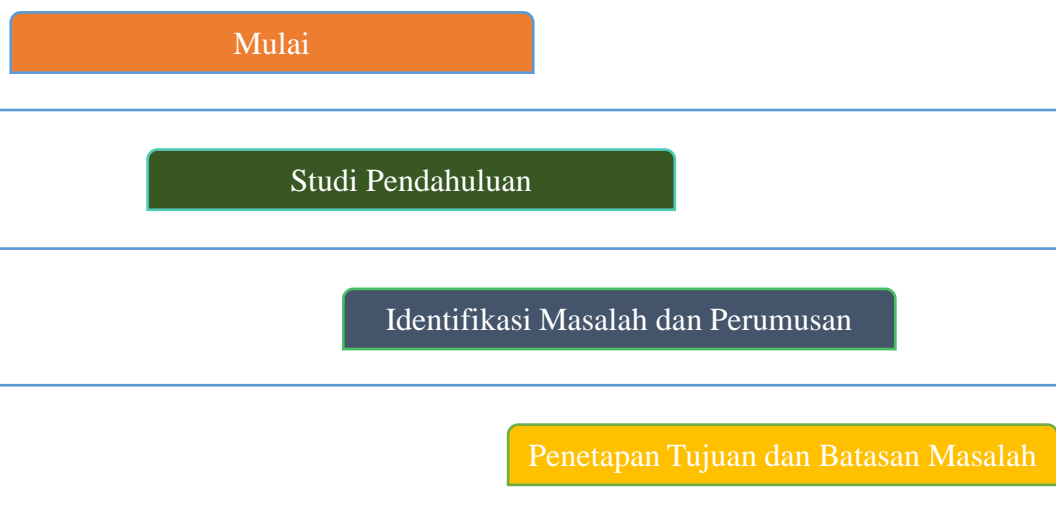 Mulai
Studi Pendahuluan
Identifikasi Masalah dan Perumusan
Penetapan Tujuan dan Batasan Masalah